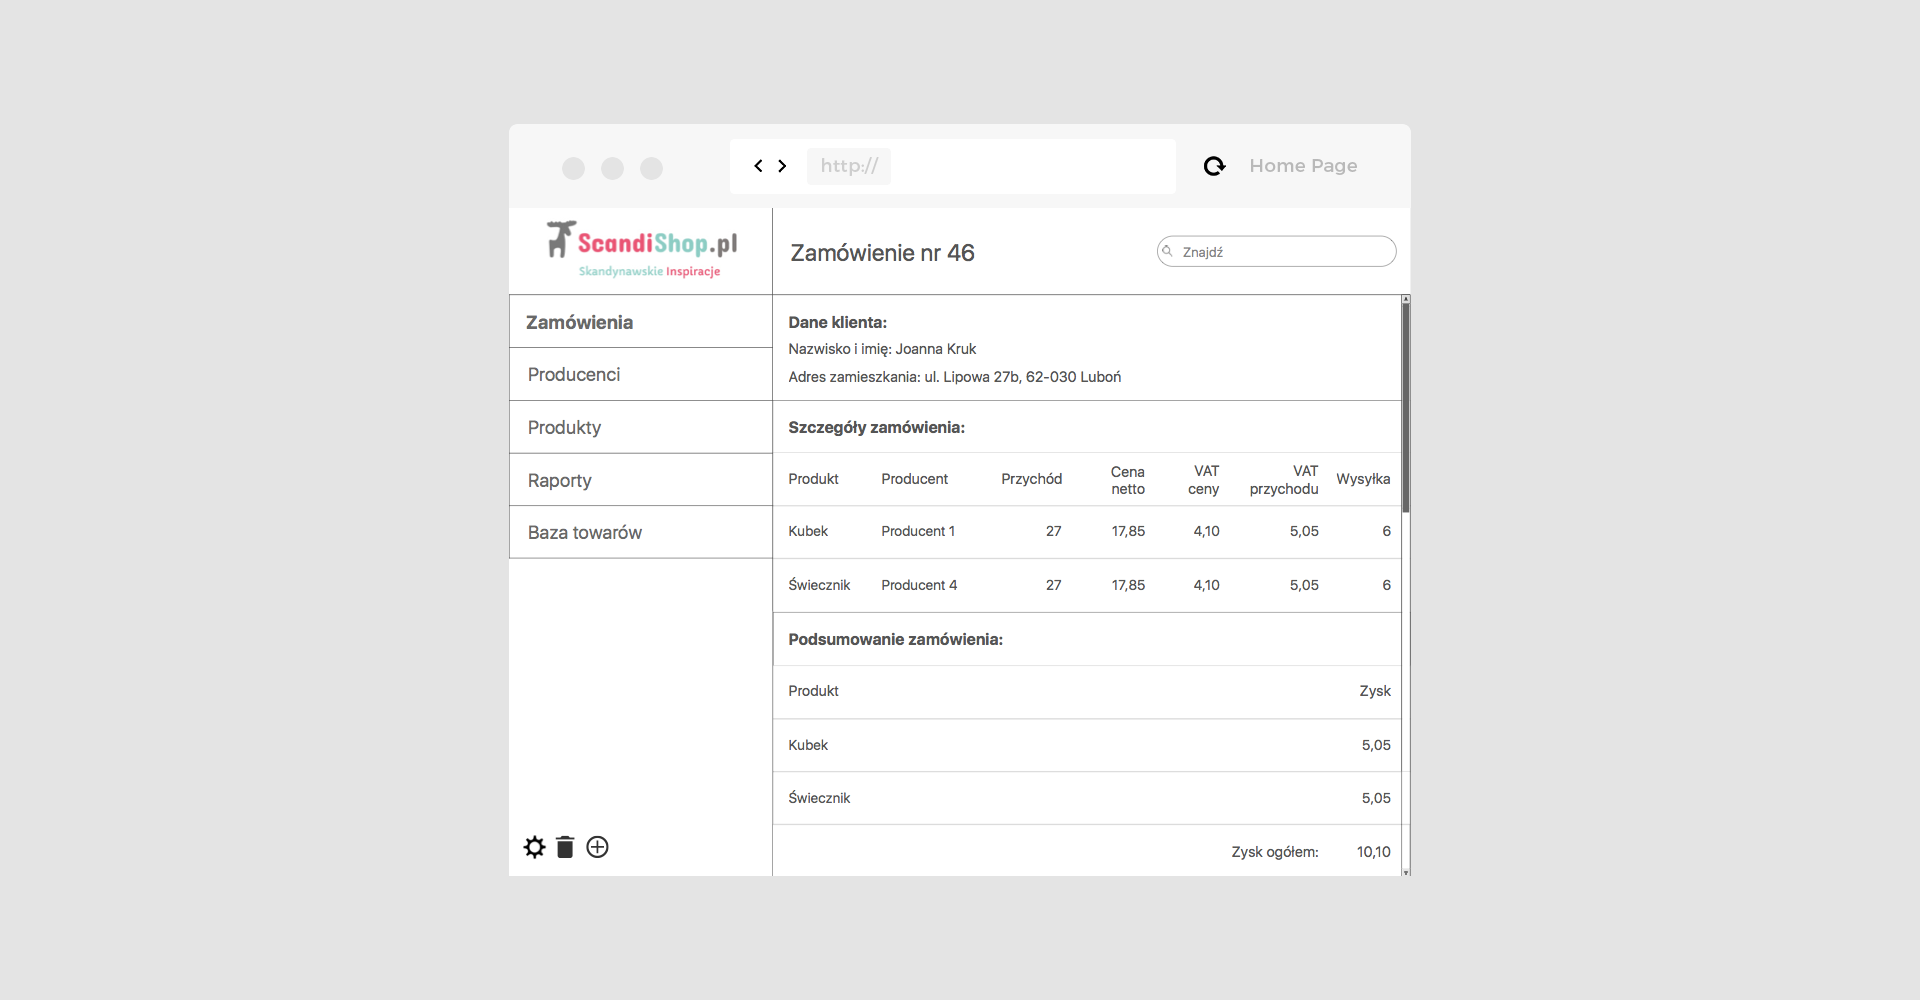 http://
Home Page
ScandiShop.pl
Skandynawskie Inspiracje
Zamówienie nr 46
Znajdź
Zamówienia
Producenci
Produkty
Raporty
Baza towarów
Dane klienta:
Nazwisko i imię: Joanna Kruk
Adres zamieszkania: ul. Lipowa 27b, 62-030 Luboń
Szczegóły zamówienia:
Produkt Producent Przychód Cena netto VAT ceny VAT przychodu Wysyłka
Kubek Producent 1 27 17,85 4,10 5,05 6
Świecznik Producent 4 27 17,85 4,10 5,05 6
Podsumowanie zamówienia:
Produkt Zysk
Kubek 5,05
Świecznik 5,05
Zysk ogółem: 10,10